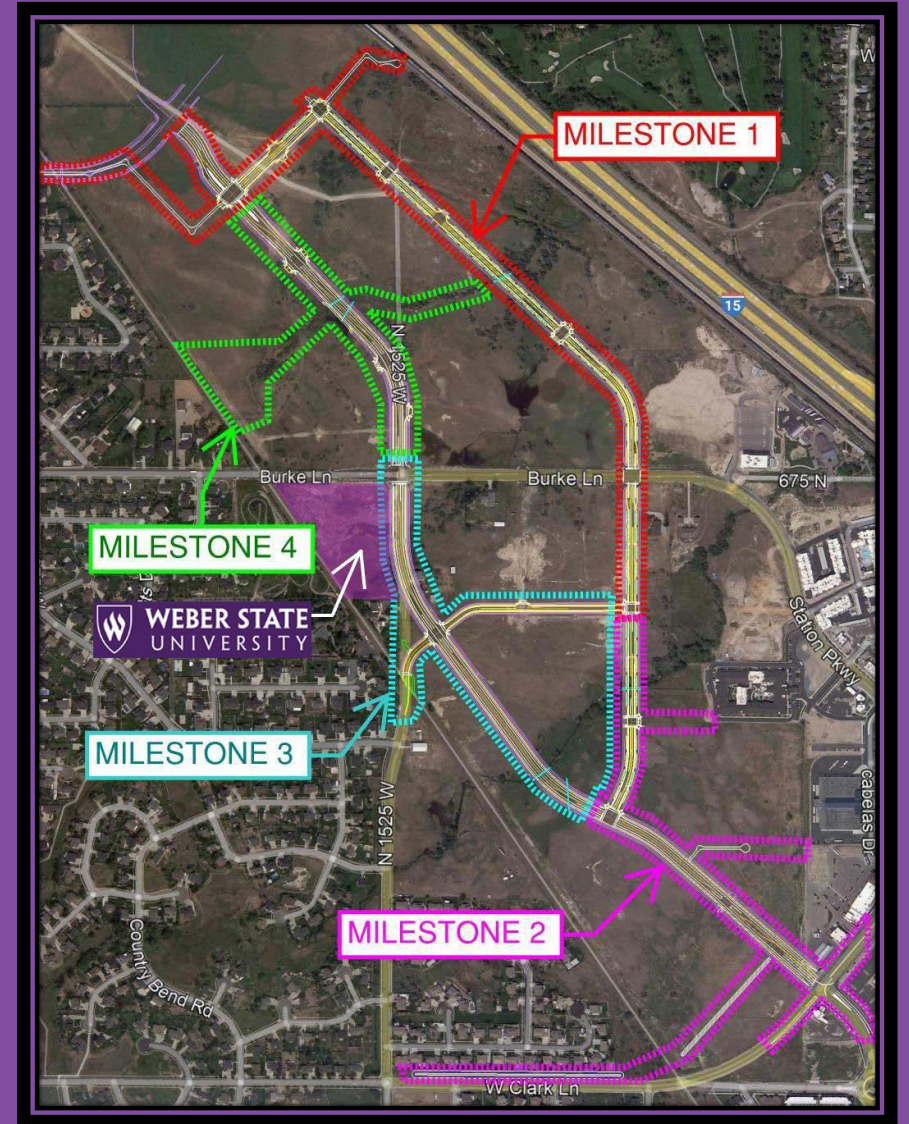 W
MILESTONE 1
15
N 1525 W
Burke Ln
Burke Ln
675 N
MILESTONE 4
WEBER STATE
UNIVERSITY
Station Pkwy
MILESTONE 3
N 1525 W
cabelas Dr
MILESTONE 2
Country Bend Rd
W Clark Ln